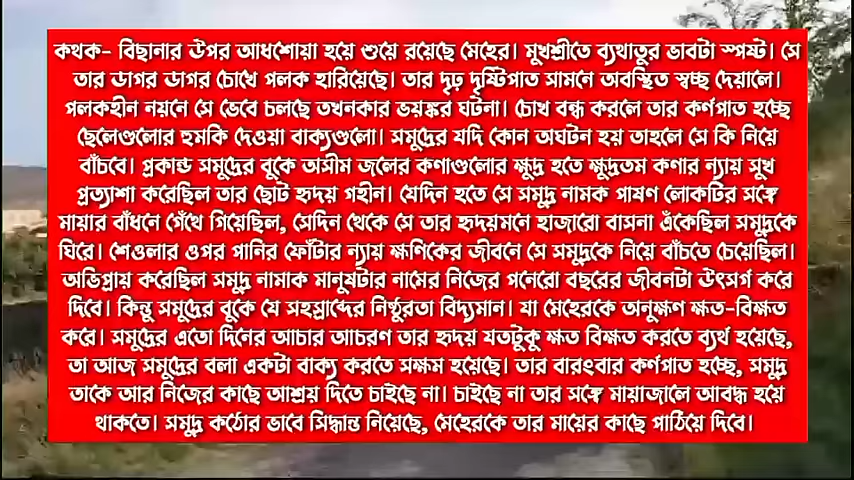 কথক- বিছানার উপর আধশোয়া হয়ে শুয়ে রয়েছে মেহের। মুখশ্রীতে ব্যথাতুর ভাবটা স্পষ্ট। সে
তার ডাগর ডাগর চোখে পলক হারিয়েছে। তার দৃঢ় দৃষ্টিপাত সামনে অবস্থিত স্বচ্ছ দেয়ালে।
পলকহীন নয়নে সে ভেবে চলছে তখনকার ভয়ঙ্কর ঘটনা। চোখ বন্ধ করলে তার কর্ণপাত হচ্ছে
ছেলেগুলোর হুমকি দেওয়া বাক্যগুলো। সমুদ্রের যদি কোন অঘটন হয় তাহলে সে কি নিয়ে
বাঁচবে। প্রকান্ড সমুদ্রের বুকে অসীম জলের কণাগুলোর ক্ষুদ্র হতে ক্ষুদ্রতম কণার ন্যায় সুখ
প্রত্যাশা করেছিল তার ছোট হৃদয় গহীন। যেদিন হতে সে সমুদ্র নামক পাষণ লোকটির সঙ্গে
মায়ার বাঁধনে গেঁথে গিয়েছিল, সেদিন থেকে সে তার হৃদয়মনে হাজারো বাসনা এঁকেছিল সমুদ্রকে
ঘিরে। শেওলার ওপর পানির ফোঁটার ন্যায় ক্ষণিকের জীবনে সে সমুদ্রকে নিয়ে বাঁচতে চেয়েছিল।
অভিপ্রায় করেছিল সমুদ্র নামাক মানুষটার নামের নিজের পনেরো বছরের জীবনটা উৎসর্গ করে
দিবে। কিন্তু সমুদ্রের বুকে যে সহস্রাব্দের নিষ্ঠুরতা বিদ্যমান। যা মেহেরকে অনুক্ষণ ক্ষত-বিক্ষত
করে। সমুদ্রের এতো দিনের আচার আচরণ তার হৃদয় যতটুকু ক্ষত বিক্ষত করতে ব্যর্থ হয়েছে,
তা আজ সমুদ্রের বলা একটা বাক্য করতে সক্ষম হয়েছে। তার বারংবার কর্ণপাত হচ্ছে, সমুদ্র
তাকে আর নিজের কাছে আশ্রয় দিতে চাইছে না। চাইছে না তার সঙ্গে মায়াজালে আবদ্ধ হয়ে
থাকতে। সমুদ্র কঠোর ভাবে সিদ্ধান্ত নিয়েছে, মেহেরকে তার মায়ের কাছে পাঠিয়ে দিবে।